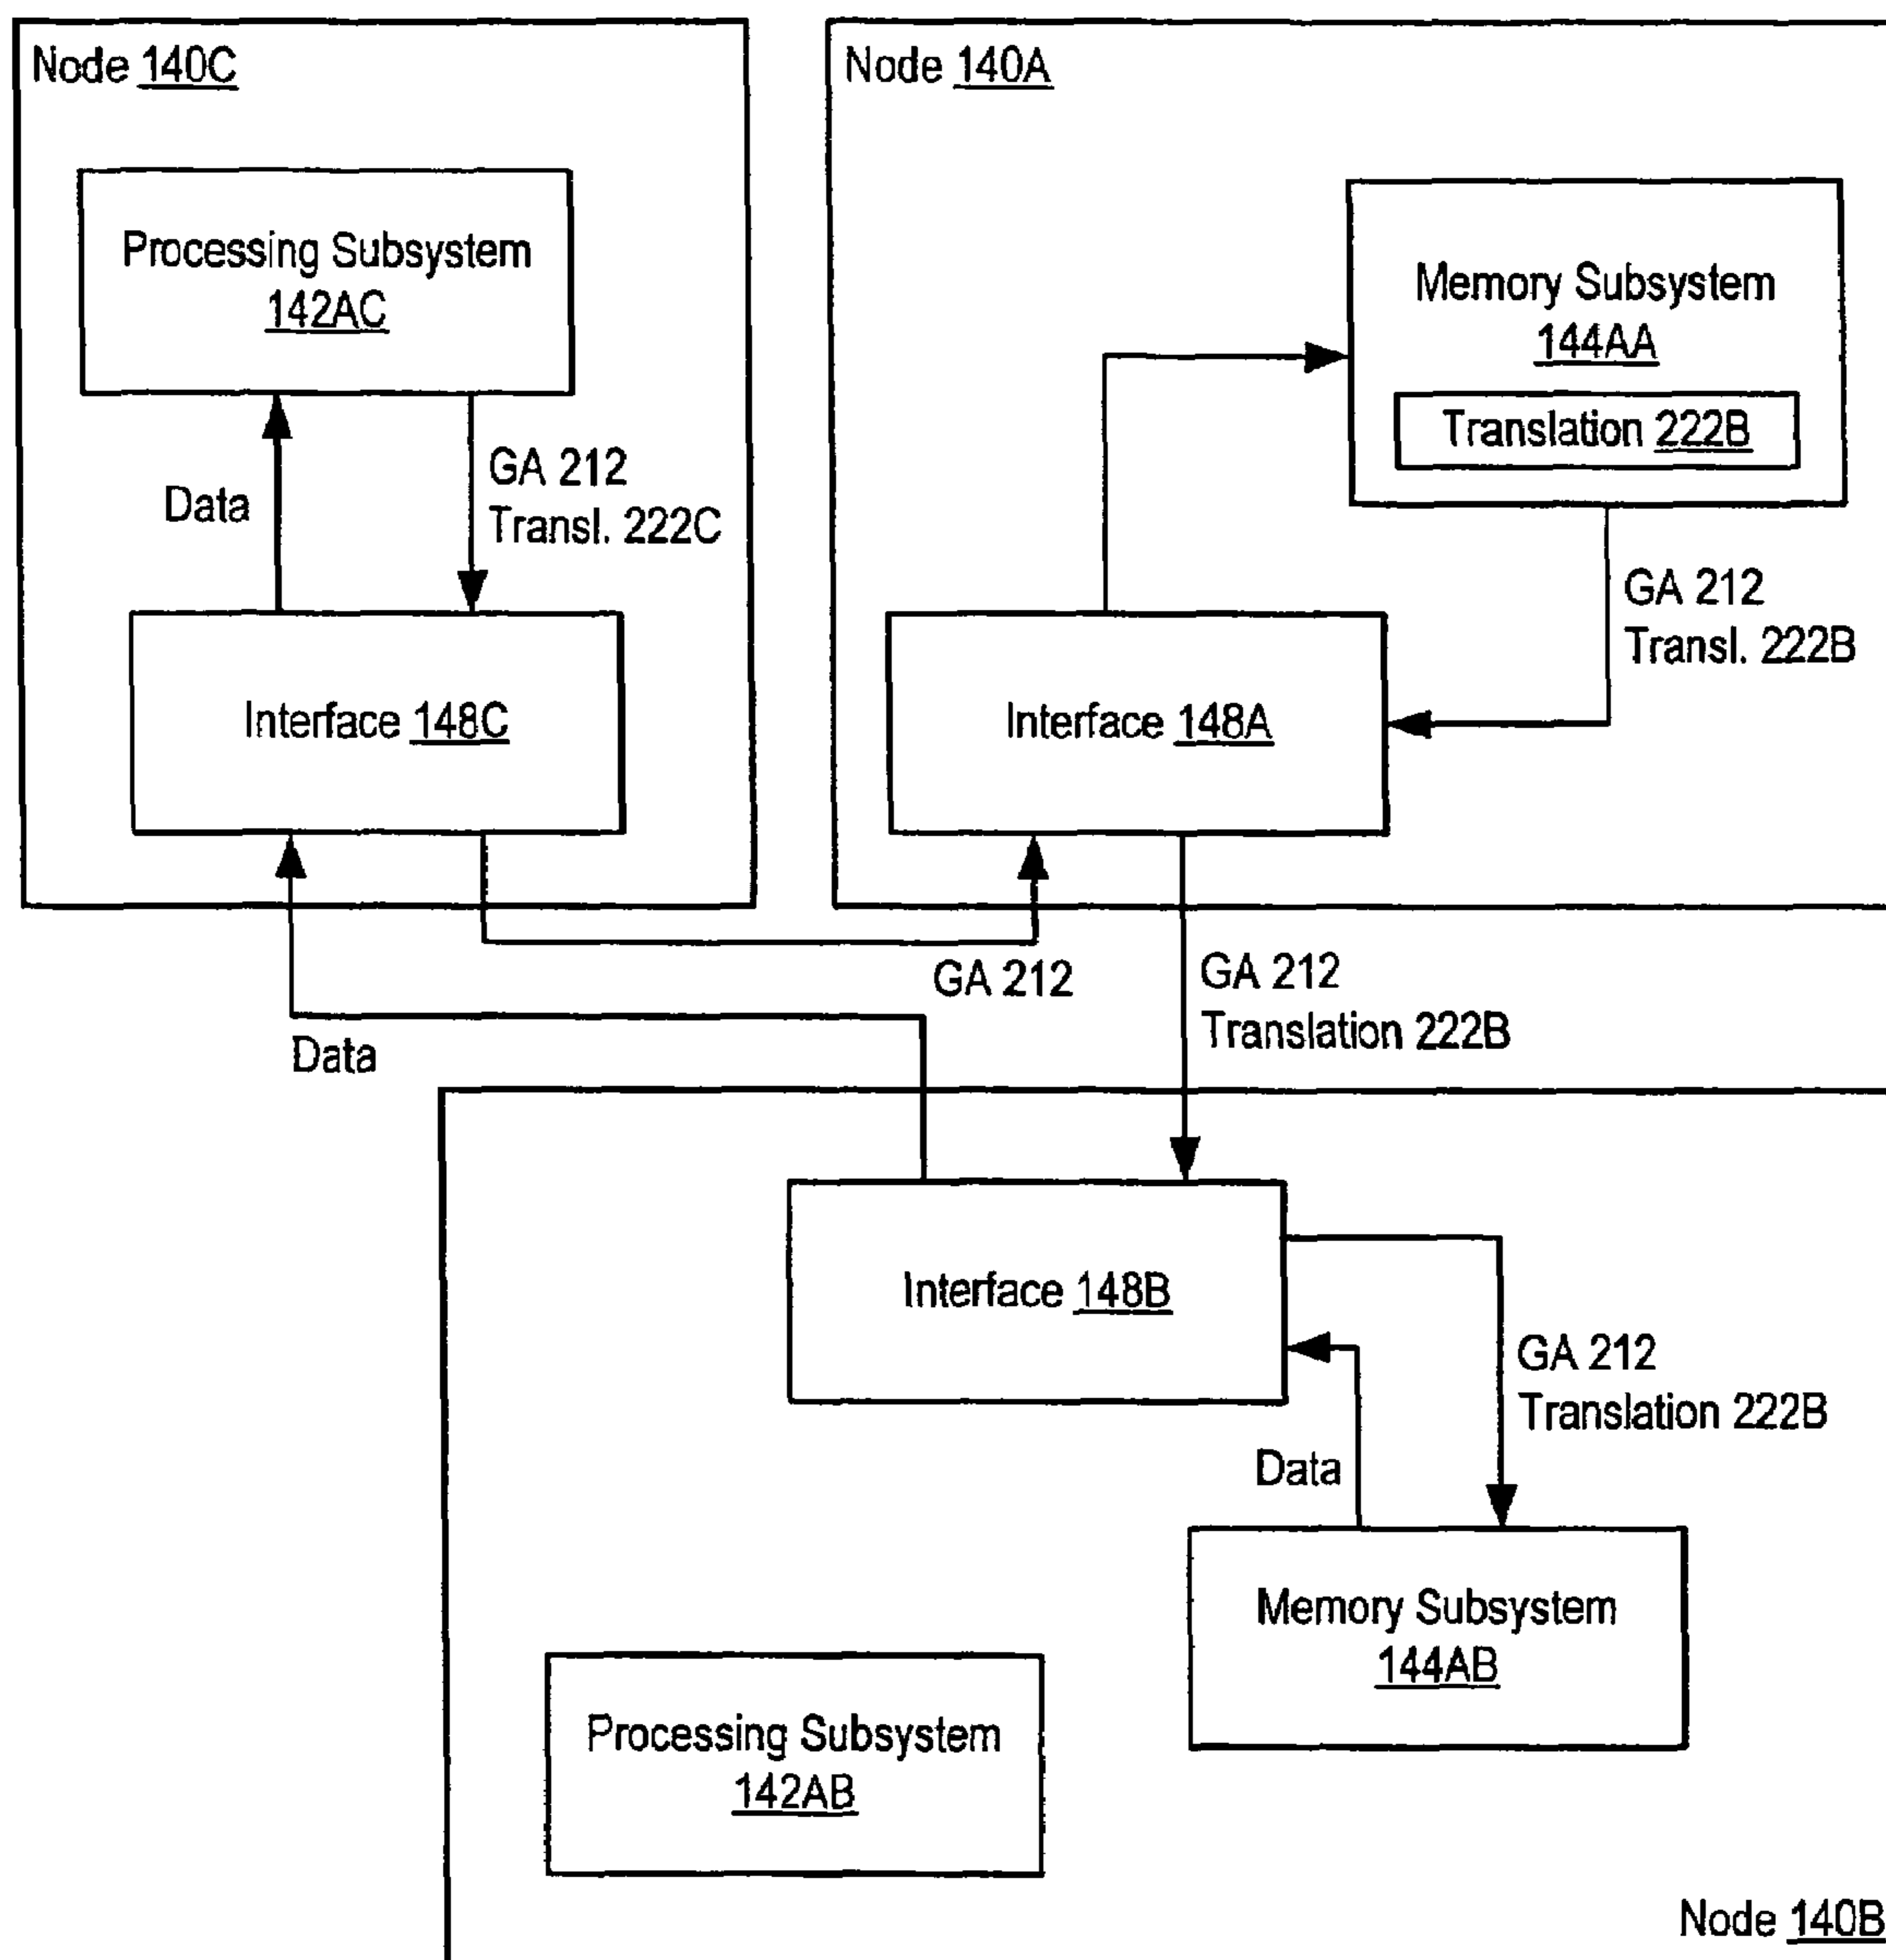 Node 140C
Processing Subsystem
142AC
Data
GA 212
Transl. 222C
Interface 148C
Node 140A
Memory Subsystem
144AA
Translation 222B
GA 212
Transl. 222B
Interface 148A
GA 212
GA 212
Translation 222B
Data
Interface 148B
GA 212
Translation 222B
Data
Memory Subsystem
144AB
Processing Subsystem
142AB
Node 140B